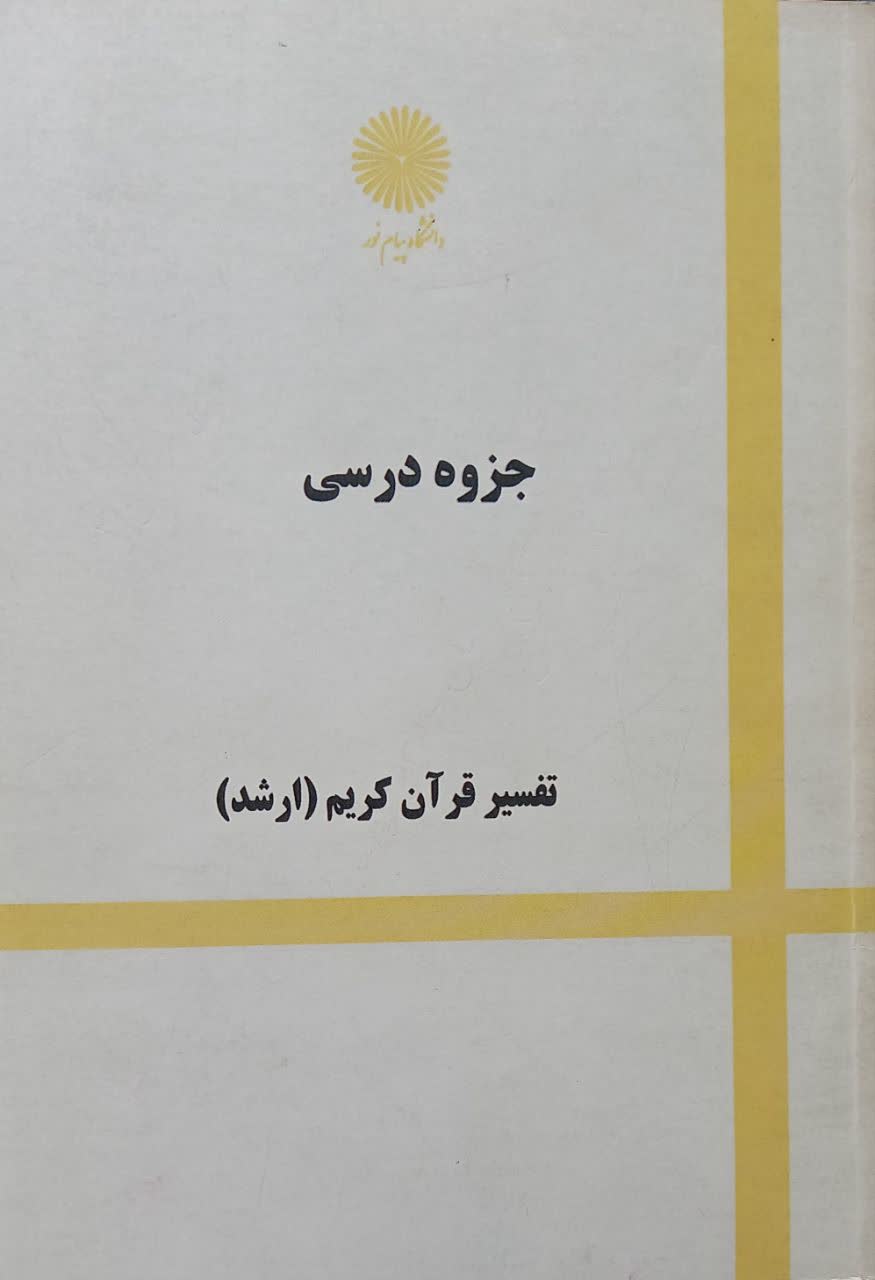 دانشگاه پیام نور
جزوه درسی
تفسیر قرآن کریم (ارشد)